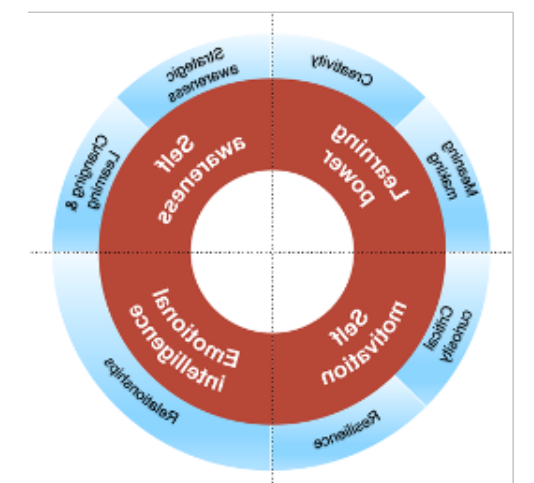 Strategic
awareness
Creativity
Changing &
Learning
Meaning
making
Self
awareness
Learning
power
Emotional
intelligence
Self
motivation
curiosity
Critical
Relationships
Resilience